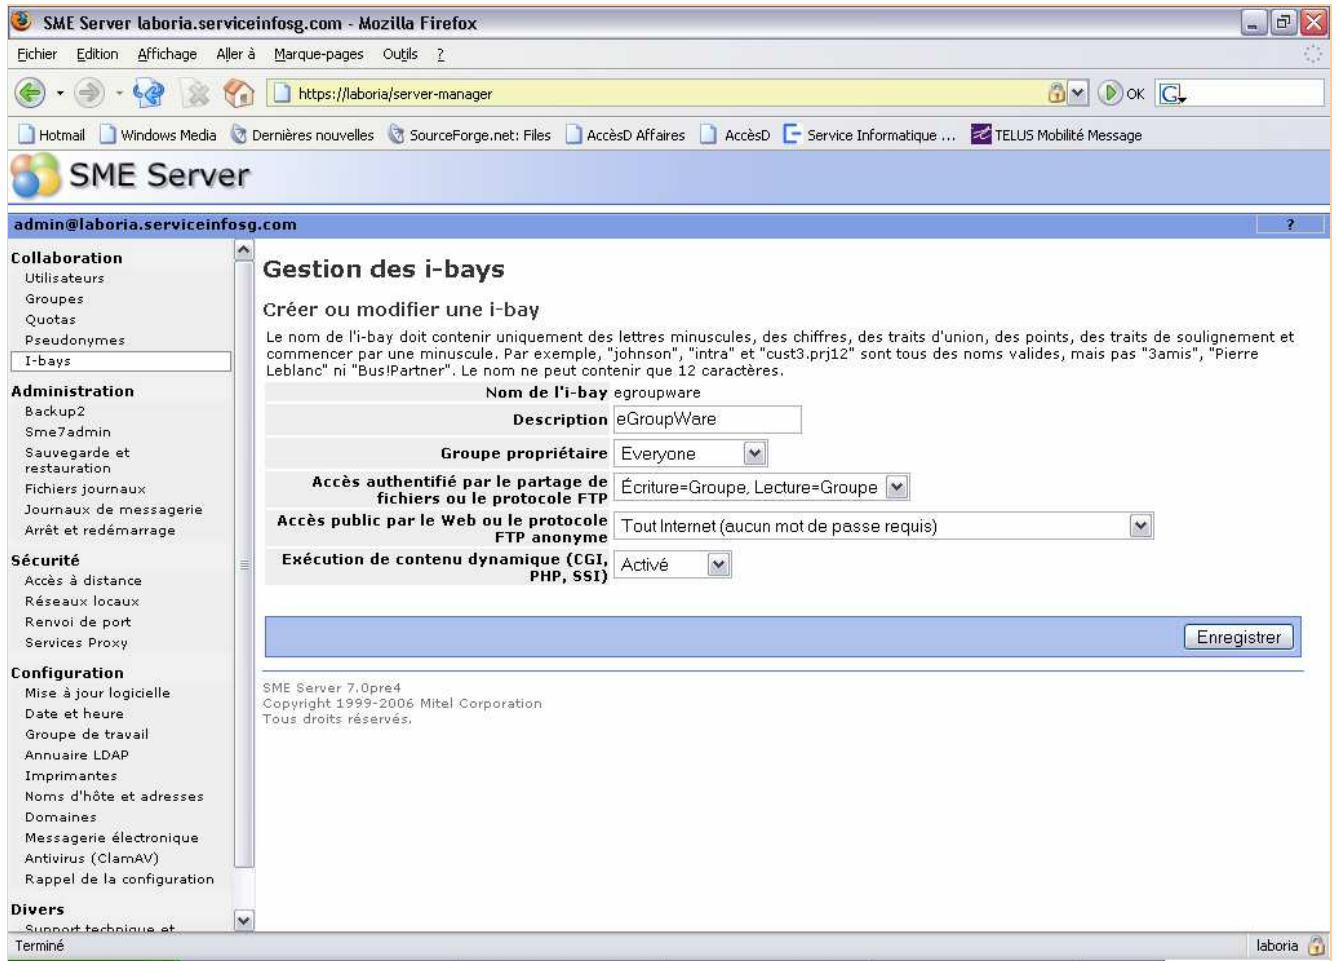 SME Server laboria.serviceinfosg.com - Mozilla Firefox
Fichier Edition Affichage Aller à Marque-pages Outils ?
https://laboria/server-manager OK G
Hotmail Windows Media Dernières nouvelles SourceForge.net: Files AccèsD Affaires AccèsD Service Informatique ... TELUS Mobilité Message
SME Server
admin@laboria.serviceinfosg.com ?
Collaboration
Utilisateurs
Groupes
Quotas
Pseudonymes
I-bays
Administration
Backup2
Sme7admin
Sauvegarde et
restauration
Fichiers journaux
Journaux de messagerie
Arrêt et redémarrage
Sécurité
Accès à distance
Réseaux locaux
Renvoi de port
Services Proxy
Configuration
Mise à jour logicielle
Date et heure
Groupe de travail
Annuaire LDAP
Imprimantes
Noms d'hôte et adresses
Domaines
Messagerie électronique
Antivirus (ClamAV)
Rappel de la configuration
Divers
Support technique et
Gestion des i-bays
Créer ou modifier une i-bay
Le nom de l'i-bay doit contenir uniquement des lettres minuscules, des chiffres, des traits d'union, des points, des traits de soulignement et
commencer par une minuscule. Par exemple, "johnson", "intra" et "cust3.prj12" sont tous des noms valides, mais pas "3amis", "Pierre
Leblanc" ni "Bus!Partner". Le nom ne peut contenir que 12 caractères.
Nom de l'i-bay egroupware
Description eGroupWare
Groupe propriétaire Everyone
Accès authentifié par le partage de
fichiers ou le protocole FTP Écriture=Groupe, Lecture=Groupe
Accès public par le Web ou le protocole
FTP anonyme Tout Internet (aucun mot de passe requis)
Exécution de contenu dynamique (CGI,
PHP, SSI) Activé
Enregistrer
SME Server 7.0pre4
Copyright 1999-2006 Mitel Corporation
Tous droits réservés.
Terminé laboria